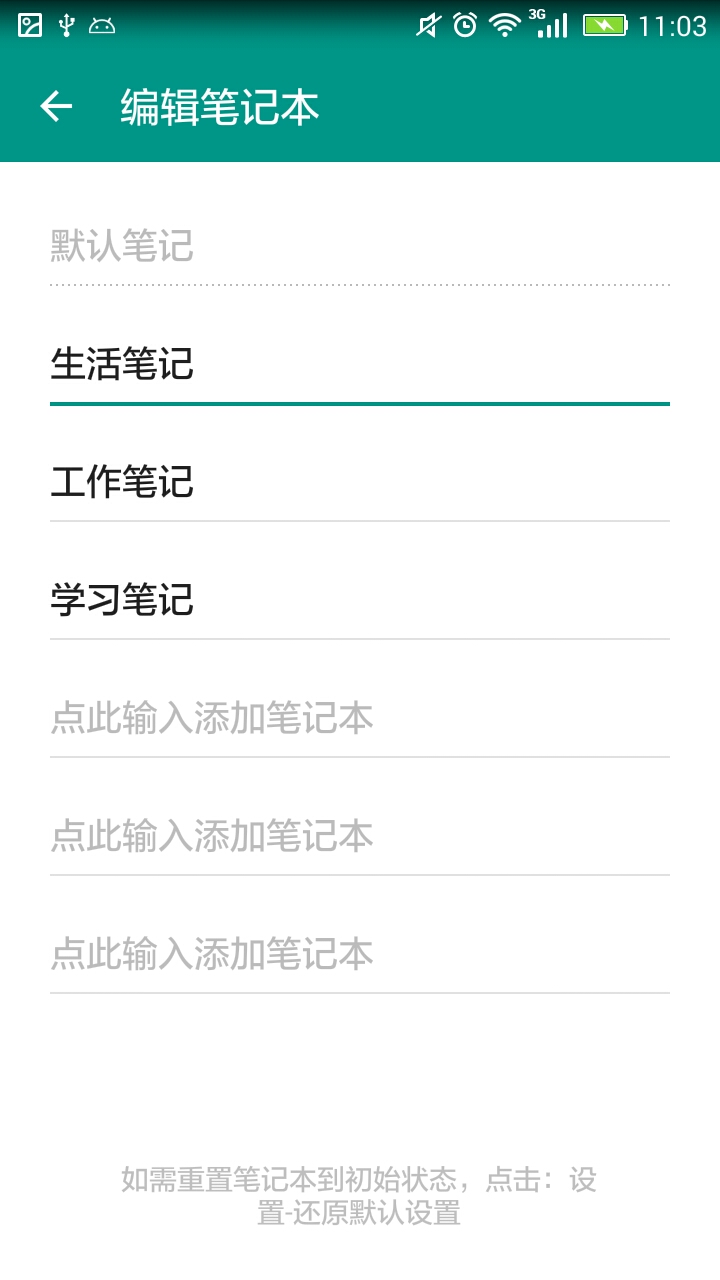 3G
11:03
编辑笔记本
默认笔记
生活笔记
工作笔记
学习笔记
点此输入添加笔记本
点此输入添加笔记本
点此输入添加笔记本
如需重置笔记本到初始状态，点击：设
置-还原默认设置